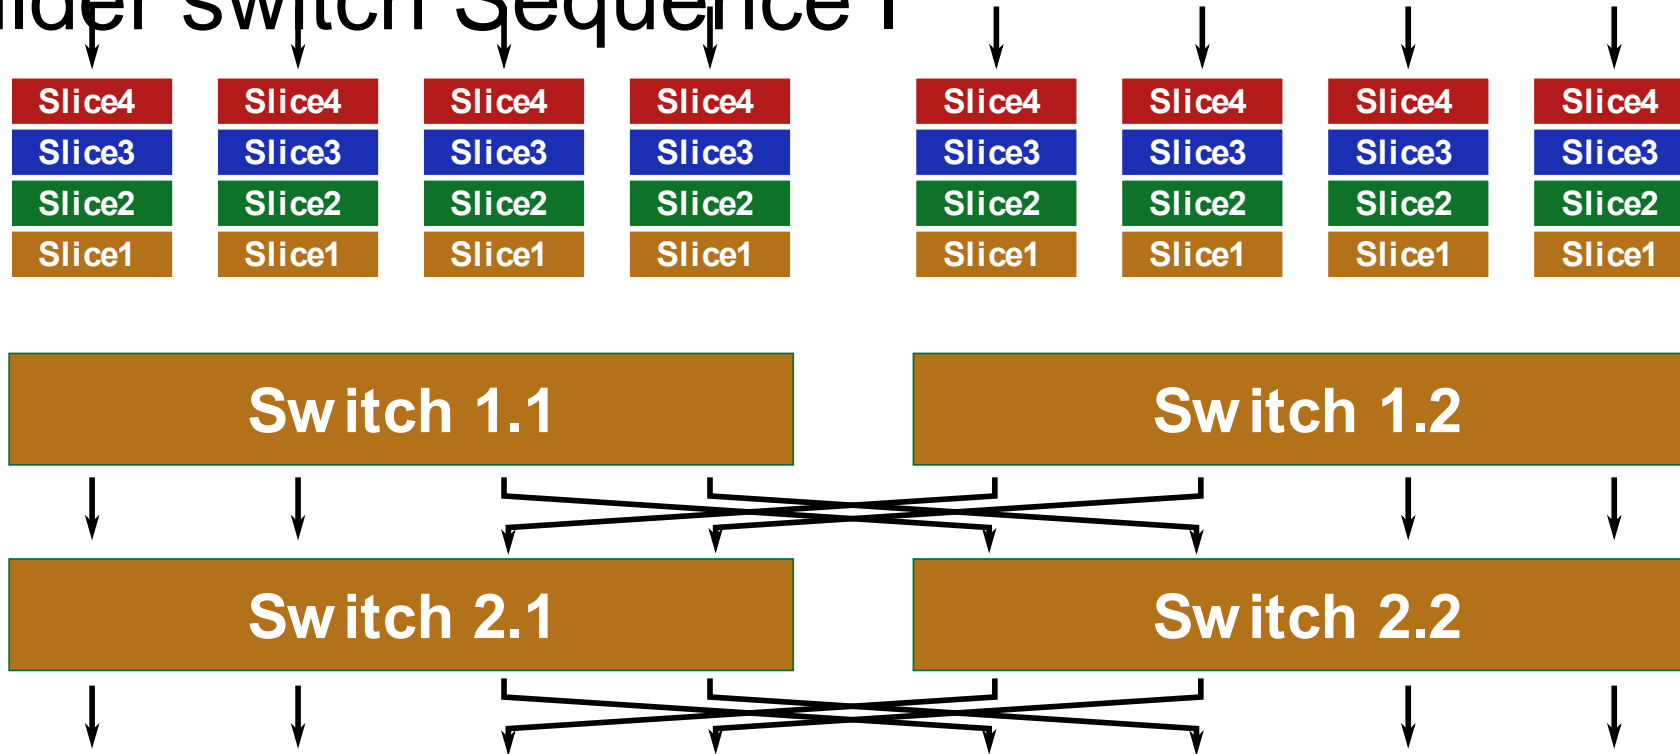 switch Sequence
Slice4 Slice4 Slice4 Slice4 Slice4 Slice4 Slice4 Slice4
Slice3 Slice3 Slice3 Slice3 Slice3 Slice3 Slice3 Slice3
Slice2 Slice2 Slice2 Slice2 Slice2 Slice2 Slice2 Slice2
Slice1 Slice1 Slice1 Slice1 Slice1 Slice1 Slice1 Slice1
Switch 1.1 Switch 1.2
Switch 2.1 Switch 2.2